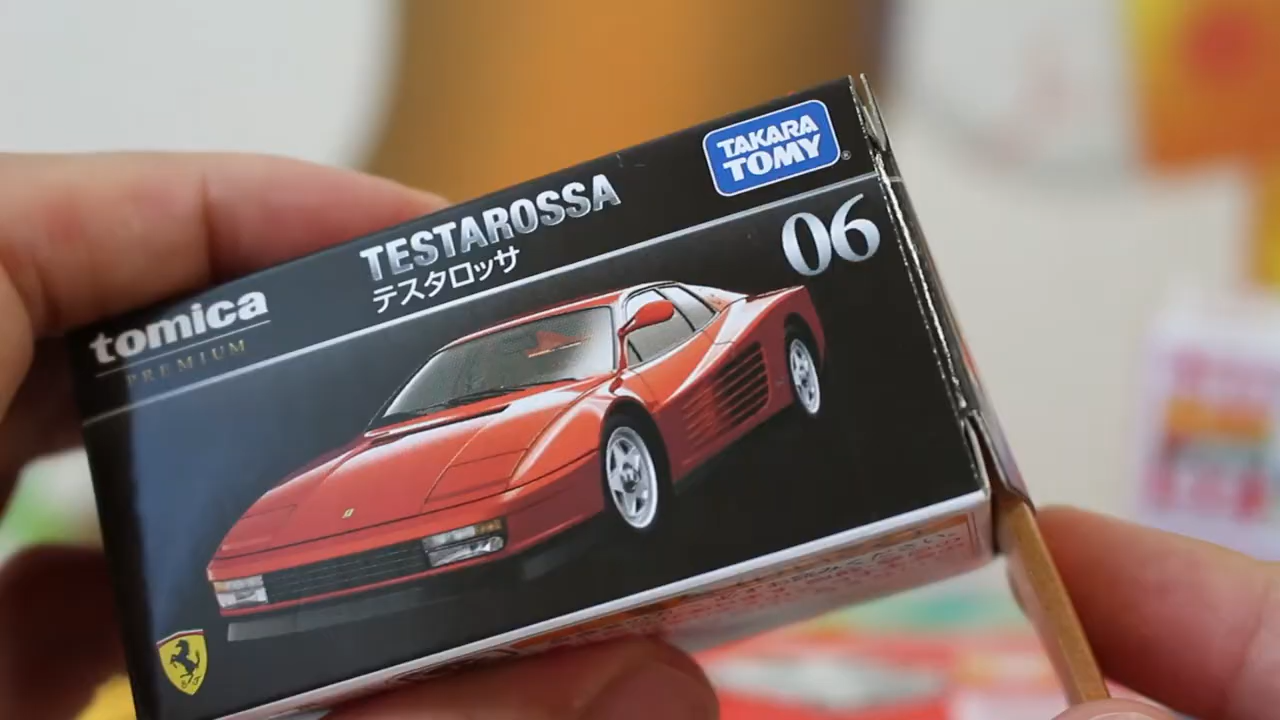 TAKARA
TOMY
®
TESTAROSSA
テスタロッサ
06
tomica
PREMIUM